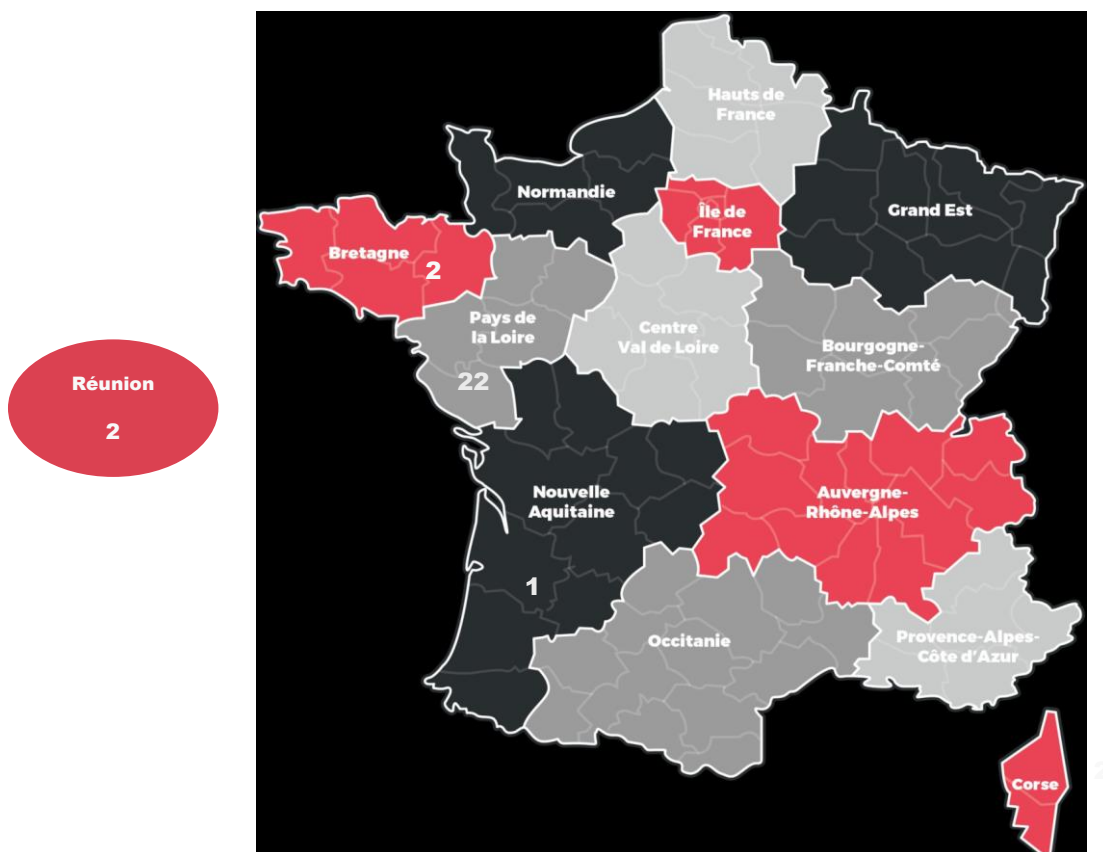 Hauts de
France
Normandie
Île de
France
Grand Est
Bretagne
2
Pays de
la Loire
22
Centre
Val de Loire
Bourgogne-
Franche-Comté
Réunion
2
Nouvelle
Aquitaine
1
Auvergne-
Rhône-Alpes
Occitanie
Provence-Alpes-
Côte d'Azur
Corse